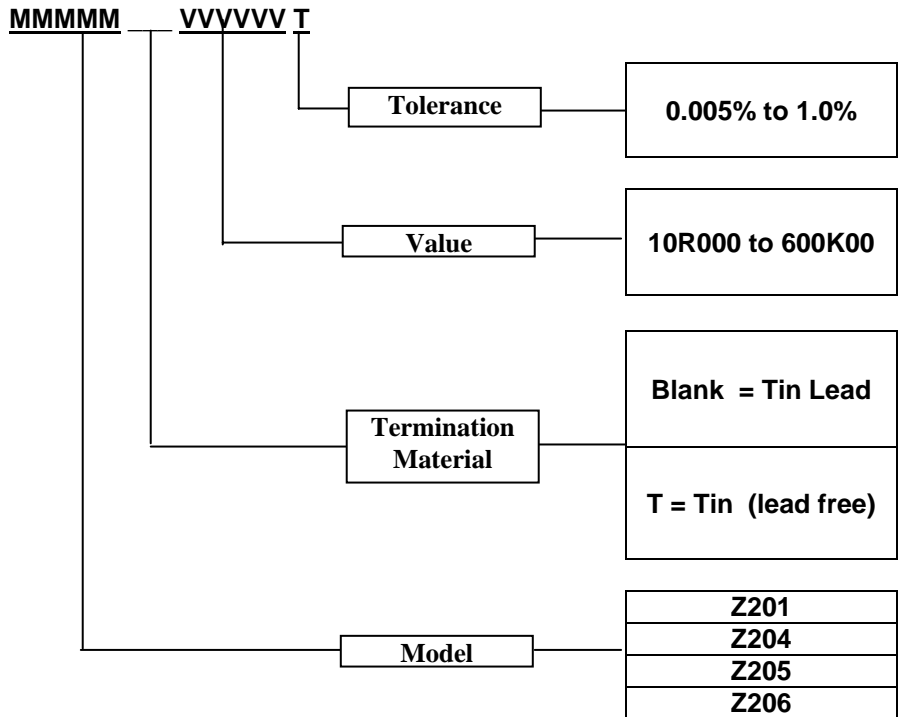 MMMMM ___ VVVVVV T
Tolerance
0.005% to 1.0%
Value
10R000 to 600K00
Blank = Tin Lead
Termination
Material
T = Tin (lead free)
Model
Z201
Z204
Z205
Z206